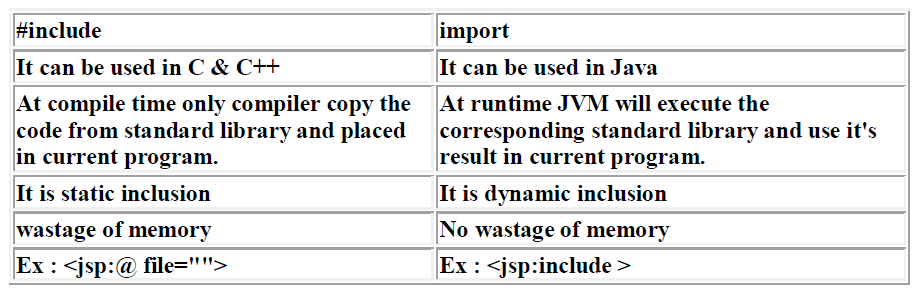 #include
import
It can be used in C & C++
It can be used in Java
At compile time only compiler copy the
code from standard library and placed
in current program.
At runtime JVM will execute the
corresponding standard library and use it's
result in current program.
It is static inclusion
It is dynamic inclusion
wastage of memory
No wastage of memory
Ex : <jsp:@ file="">
Ex : <jsp:include >